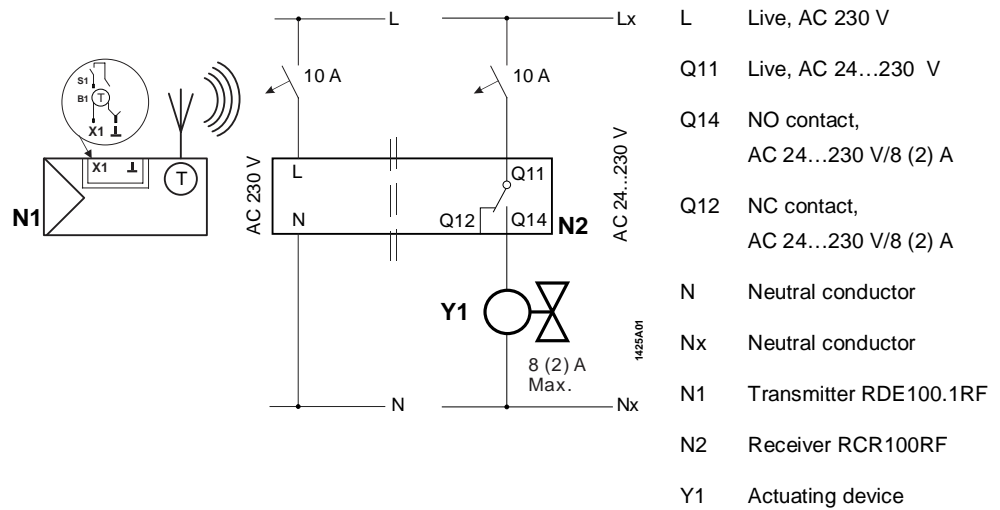 L
Lx
10 A
10 A
S1
B1
T
X1
X1
T
N1
AC 230 V
L
N
Q11
Q12
Q14
N2
AC 24...230 V
Y1
8 (2) A
Max.
1425A01
N
Nx
L Live, AC 230 V
Q11 Live, AC 24...230 V
Q14 NO contact,
AC 24...230 V/8 (2) A
Q12 NC contact,
AC 24...230 V/8 (2) A
N Neutral conductor
Nx Neutral conductor
N1 Transmitter RDE100.1RF
N2 Receiver RCR100RF
Y1 Actuating device